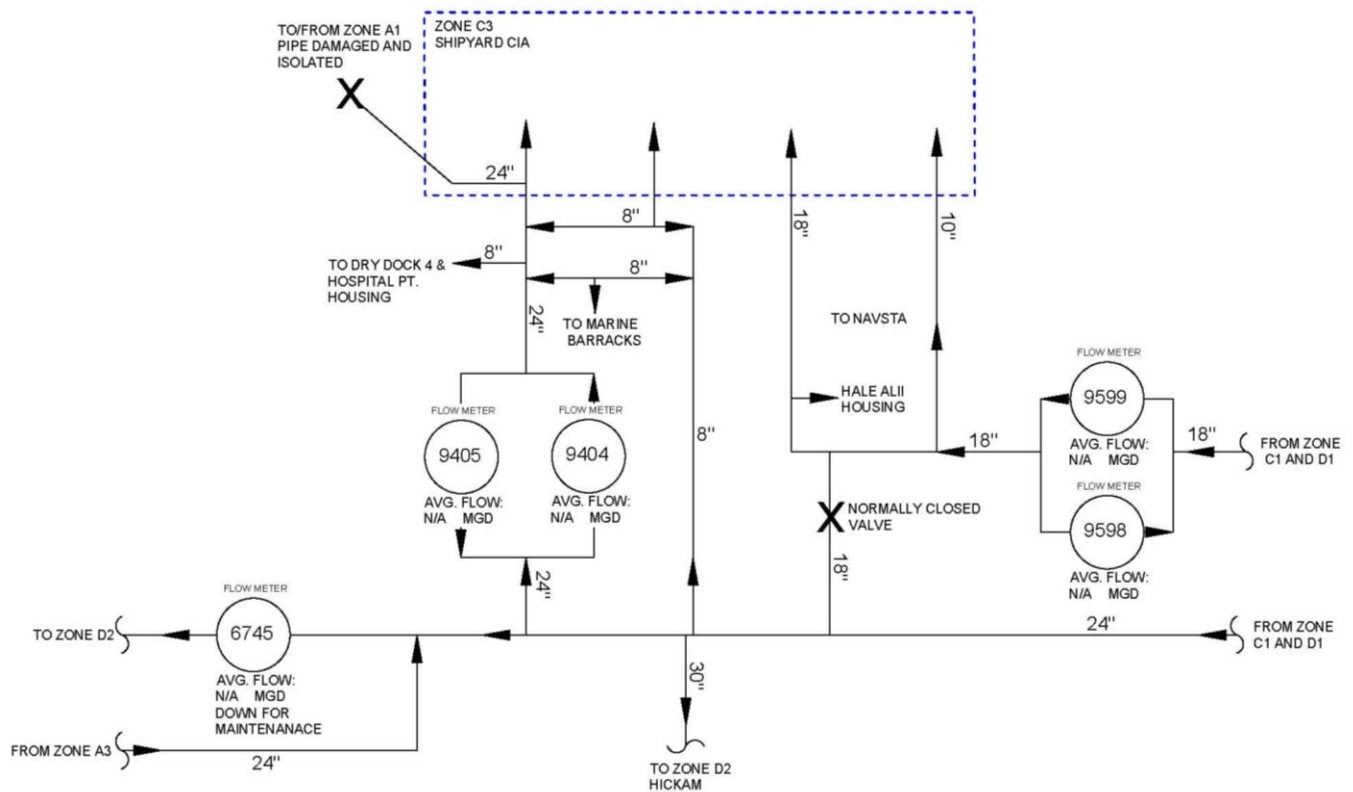 TO/FROM ZONE A1
PIPE DAMAGED AND
ISOLATED
X
ZONE C3
SHIPYARD CIA
24"
8"
18"
10"
8"
TO DRY DOCK 4 &
HOSPITAL PT.
HOUSING
8"
TO MARINE
BARRACKS
24"
TO NAVSTA
HALE ALII
HOUSING
FLOW METER
9405
AVG. FLOW:
N/A MGD
FLOW METER
9404
AVG. FLOW:
N/A MGD
8"
18"
FLOW METER
9599
AVG. FLOW:
N/A MGD
18"
FROM ZONE
C1 AND D1
FLOW METER
9598
AVG. FLOW:
N/A MGD
X
NORMALLY CLOSED
VALVE
18"
24"
TO ZONE D2
FLOW METER
6745
AVG. FLOW:
N/A MGD
DOWN FOR
MAINTENANACE
24"
FROM ZONE
C1 AND D1
30"
FROM ZONE A3
24"
TO ZONE D2
HICKAM